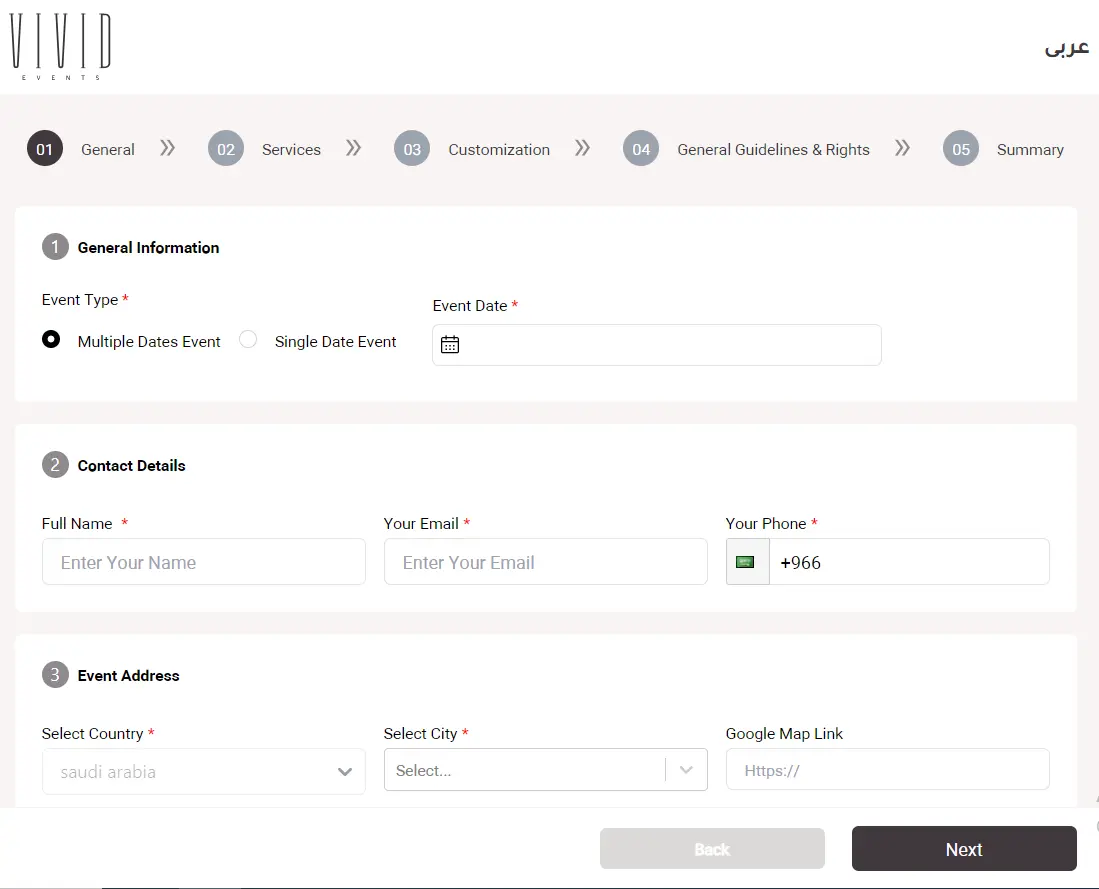 VIVID
EVENTS
عربى
01 General 02 Services 03 Customization 04 General Guidelines & Rights 05 Summary
1 General Information
Event Type *
Event Date *
Multiple Dates Event Single Date Event
2 Contact Details
Full Name * Your Email * Your Phone *
Enter Your Name Enter Your Email +966
3 Event Address
Select Country * Select City * Google Map Link
saudi arabia Select... Https://
Back Next